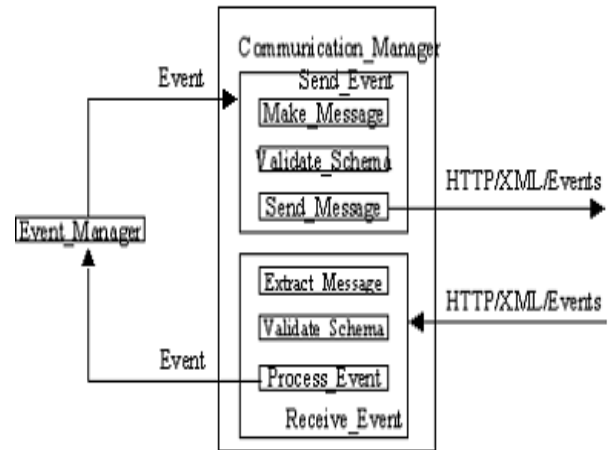 Communication_Manager
Event
Send_Event
Make_Message
Validate_Schema
HTTP/XML/Events
Send_Message
Event_Manager
Extract_Message
HTTP/XML/Events
Validate_Schema
Event
Process_Event
Receive_Event